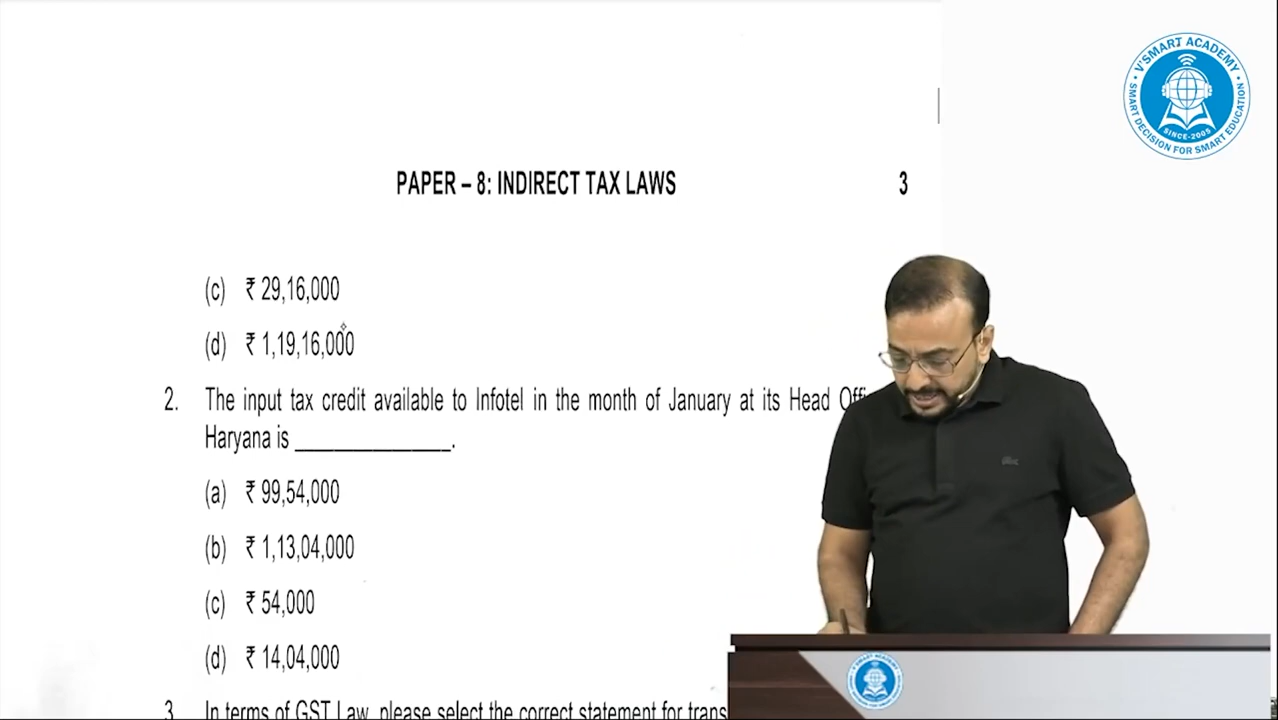 V'SMART ACADEMY
SMART DECISION FOR SMART EDUCATION
SINCE-2005
PAPER – 8: INDIRECT TAX LAWS 3
(c) ₹ 29,16,000
(d) ₹ 1,19,16,000
2. The input tax credit available to Infotel in the month of January at its Head
Haryana is _______________.
(a) ₹ 99,54,000
(b) ₹ 1,13,04,000
(c) ₹ 54,000
(d) ₹ 14,04,000
3. In terms of GST Law, please select the correct statement for